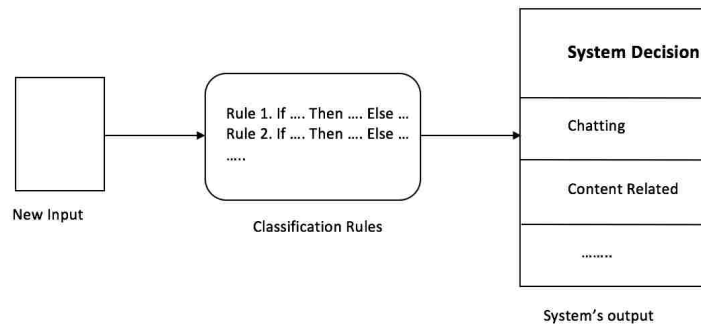 New Input
Rule 1. If …. Then …. Else …
Rule 2. If …. Then …. Else …
…..
Classification Rules
System Decision
Chatting
Content Related
……..
System's output